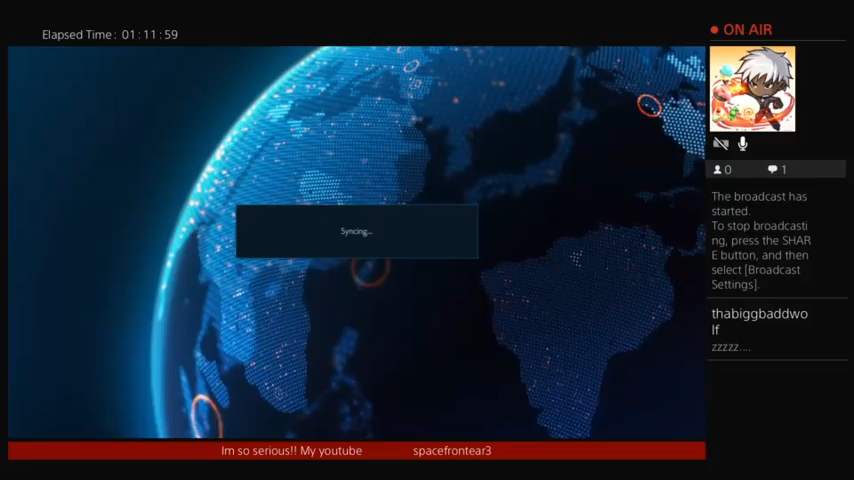 Elapsed Time: 01:11:59
ON AIR
0
1
The broadcast has
started.
To stop broadcasti
ng, press the SHAR
E button, and then
select [Broadcast
Settings].
thabiggbaddwo
lf
zzzzz....
Syncing...
Im so serious!! My youtube spacefrontear3